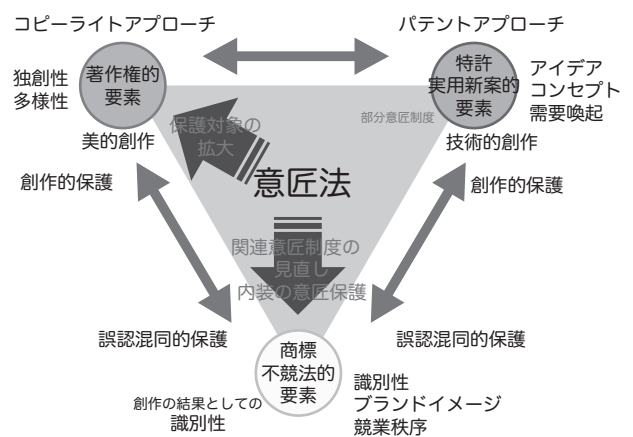 コピーライトアプローチ
パテントアプローチ
独創性
多様性
著作権的
要素
特許
実用新案的
要素
アイデア
コンセプト
需要喚起
美的創作
保護対象の
拡大
部分意匠制度
技術的創作
創作的保護
意匠法
創作的保護
関連意匠制度の
見直し
内装の意匠保護
誤認混同的保護
誤認混同的保護
商標
不競法的
要素
創作の結果としての
識別性
識別性
ブランドイメージ
競業秩序